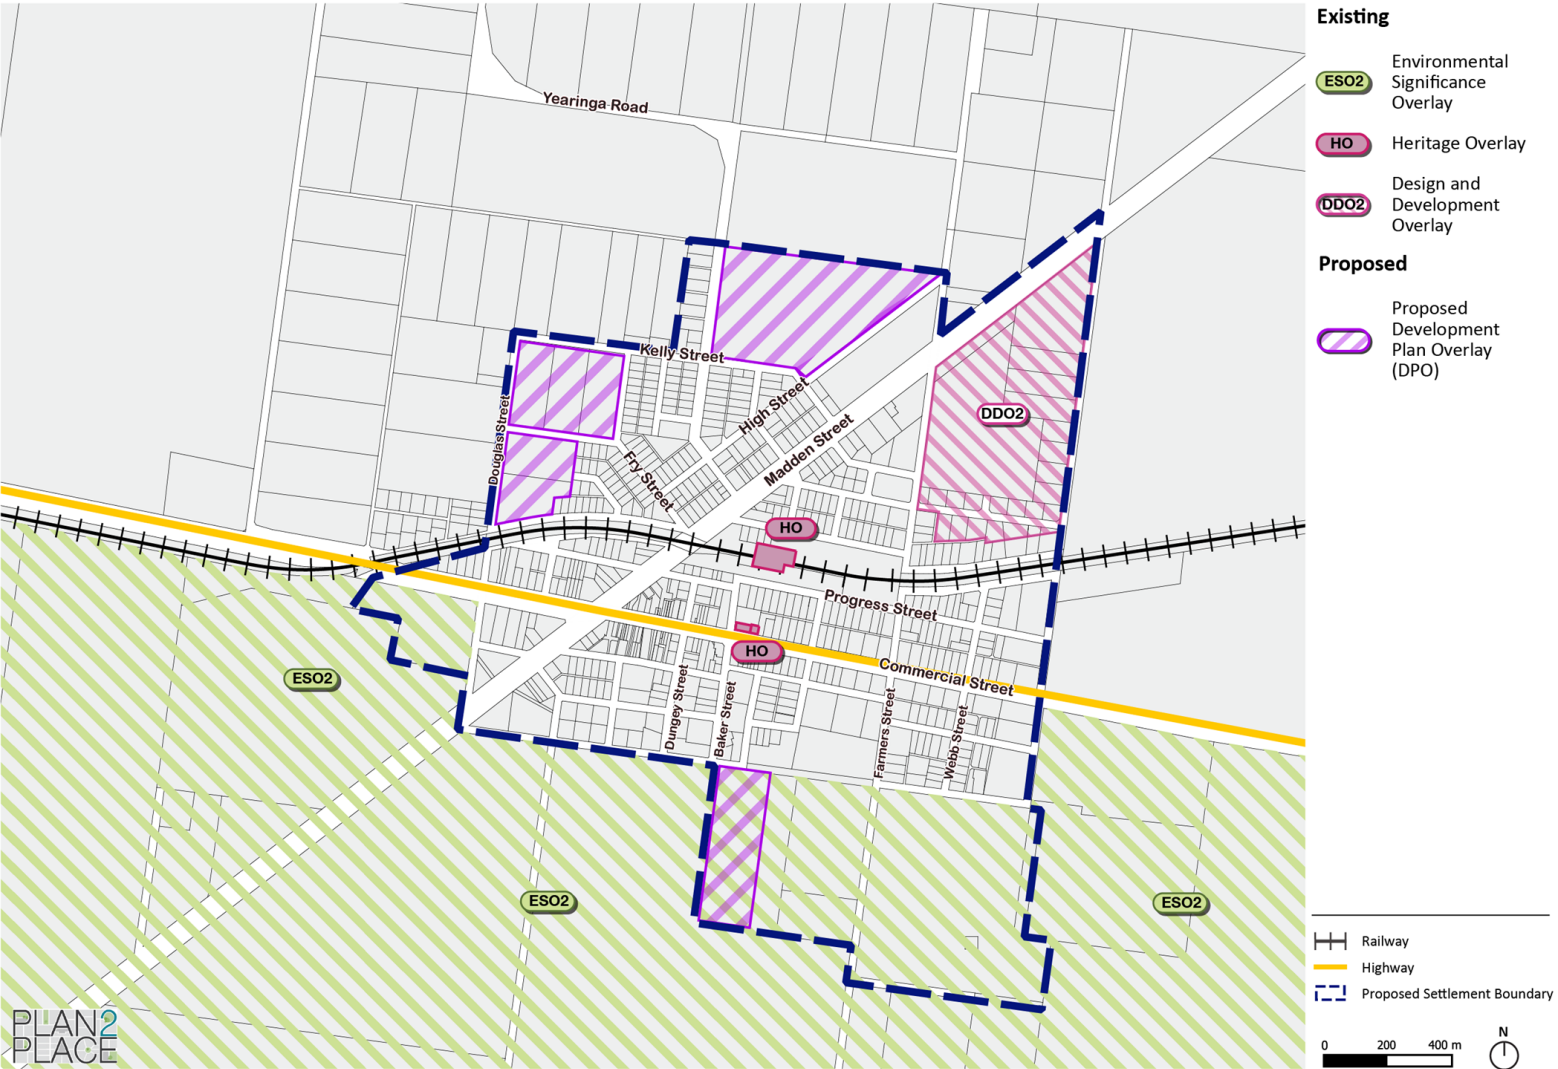 Yearinga Road
Kelly Street
Douglas Street
High Street
Fry Street
Madden Street
DDO2
HO
Progress Street
HO
Commercial Street
ESO2
Dungey Street
Baker Street
Farmers Street
Webb Street
ESO2
ESO2
PLAN2
PLACE
Existing
ESO2
Environmental
Significance
Overlay
HO
Heritage Overlay
DDO2
Design and
Development
Overlay
Proposed
Proposed
Development
Plan Overlay
(DPO)
Railway
Highway
Proposed Settlement Boundary
0 200 400 m
N